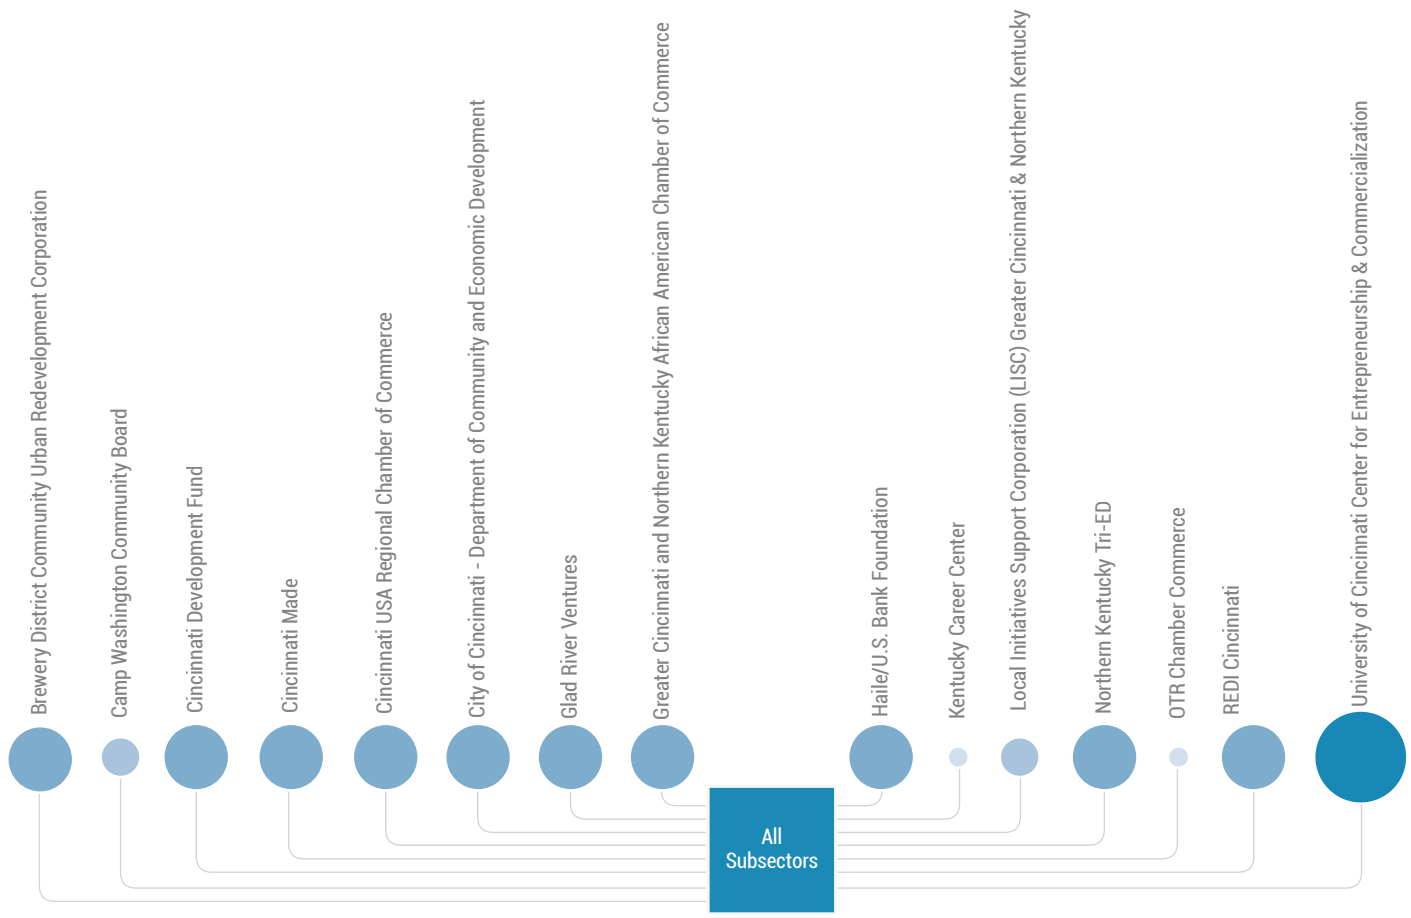 Brewery District Community Urban Redevelopment Corporation
Camp Washington Community Board
Cincinnati Development Fund
Cincinnati Made
Cincinnati USA Regional Chamber of Commerce
City of Cincinnati - Department of Community and Economic Development
Glad River Ventures
Greater Cincinnati and Northern Kentucky African American Chamber of Commerce
Haile/U.S. Bank Foundation
Kentucky Career Center
Local Initiatives Support Corporation (LISC) Greater Cincinnati & Northern Kentucky
Northern Kentucky Tri-ED
OTR Chamber Commerce
REDI Cincinnati
University of Cincinnati Center for Entrepreneurship & Commercialization
All
Subsectors